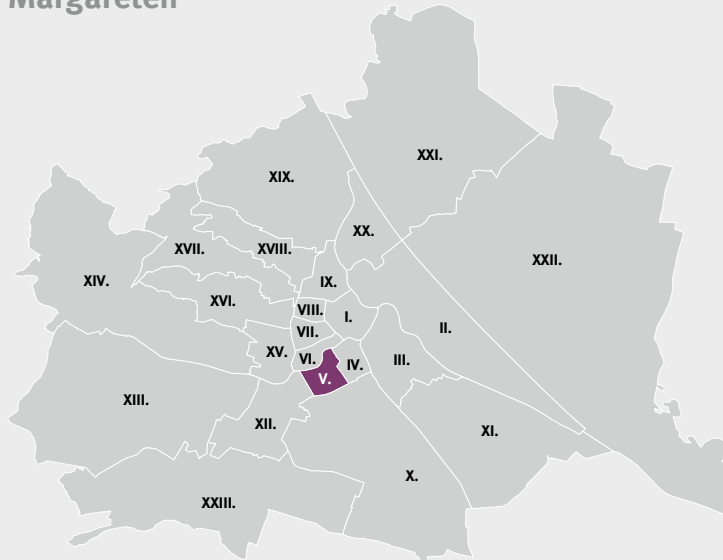 Margareten
XXI.
XIX.
XX.
XVII.
XVIII.
XXII.
XIV.
IX.
XVI.
VIII.
I.
II.
VII.
XV.
VI.
IV.
III.
V.
XIII.
XII.
XI.
X.
XXIII.